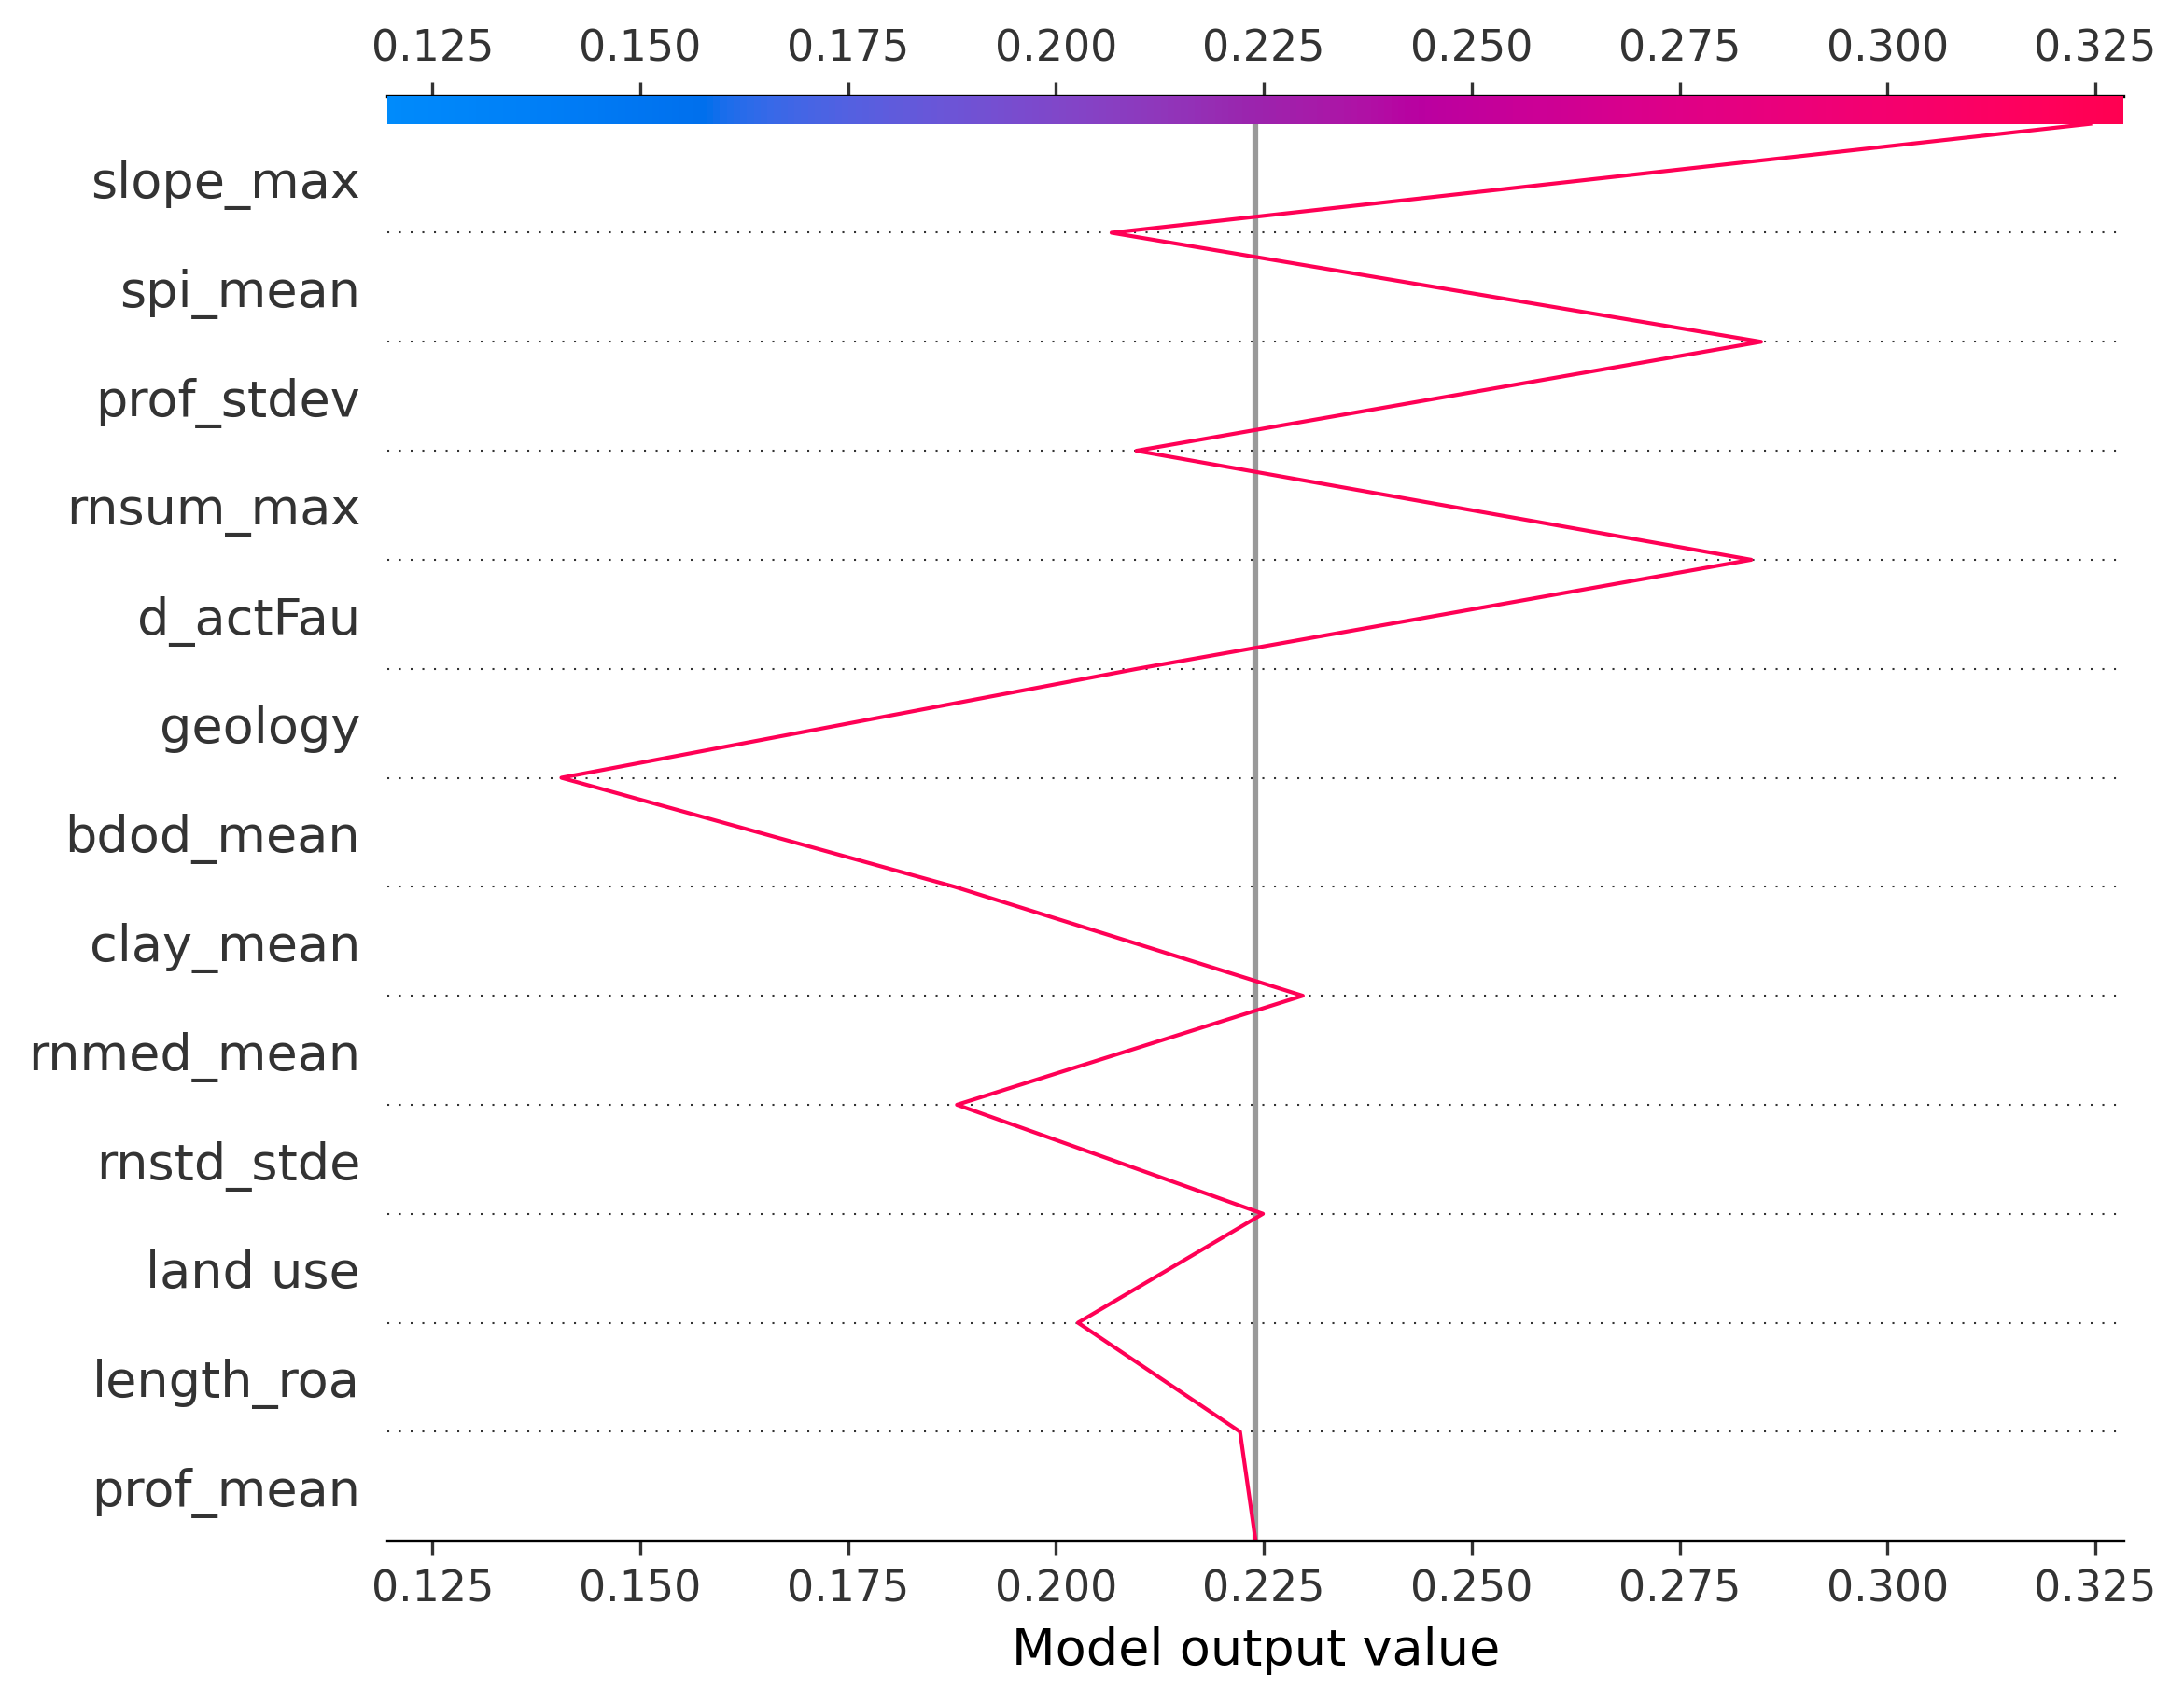 0.125 0.150 0.175 0.200 0.225 0.250 0.275 0.300 0.325
slope_max
spi_mean
prof_stdev
rnsum_max
d_actFau
geology
bdod_mean
clay_mean
rnmed_mean
rnstd_stde
land use
length_roa
prof_mean
0.125 0.150 0.175 0.200 0.225 0.250 0.275 0.300 0.325
Model output value